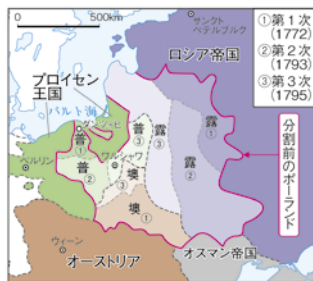 0 500km
サンクト
ペテルブルク
①第1次
(1772)
②第2次
(1793)
③第3次
(1795)
ロシア帝国
プロイセン
王国
バルト海
ダンツィヒ
普
①
普
③
露
③
露
①
露
②
ベルリン
ワルシャワ
普
②
墺
③
墺
①
分割前のポーランド
ウィーン
オーストリア
オスマン帝国